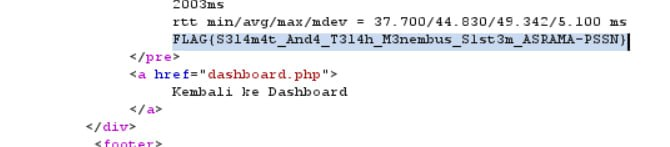 2003ms
rtt min/avg/max/mdev = 37.700/44.830/49.342/5.100 ms
FLAG{S3l4m4t_And4_T3l4h_M3nembus_S1st3m_ASRAMA-PSSN}
</pre>
<a href="dashboard.php">
Kembali ke Dashboard
</a>
</div>
<footer>